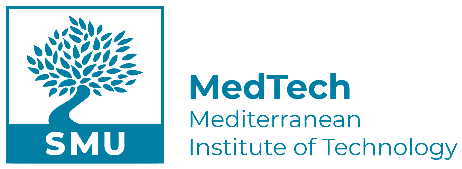 SMU
MedTech
Mediterranean
Institute of Technology